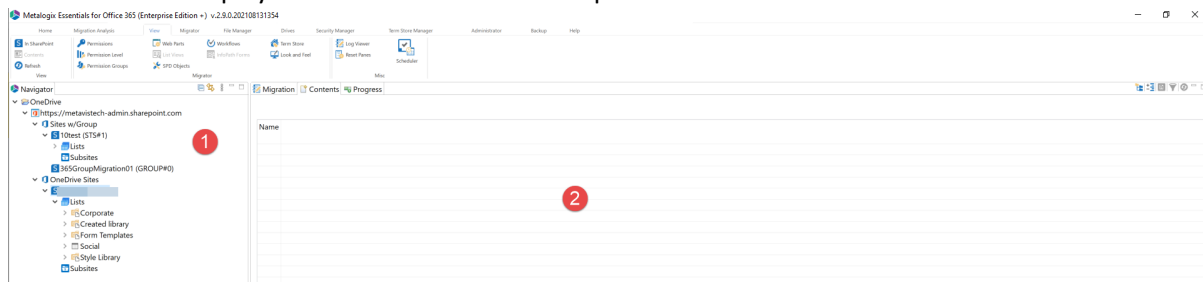 Metalogix Essentials for Office 365 (Enterprise Edition +) v.2.9.0.202108131354
Home Migration Analysis View Migrator File Manager Drives Security Manager Term Store Manager Administrator Backup Help
In SharePoint Permissions Web Parts Workflows Term Store Log Viewer
Contents Permission Level List Views InfoPath Forms Look and Feel Reset Panes Scheduler
Refresh Permission Groups SPD Objects
View Migrator Misc
Navigator Migration Contents Progress
OneDrive
https://metavistech-admin.sharepoint.com
Sites w/Group
Name
10test (STS#1)
1
Lists
Subsites
365GroupMigration01 (GROUP#0)
OneDrive Sites
2
Lists
Corporate
Created library
Form Templates
Social
Style Library
Subsites